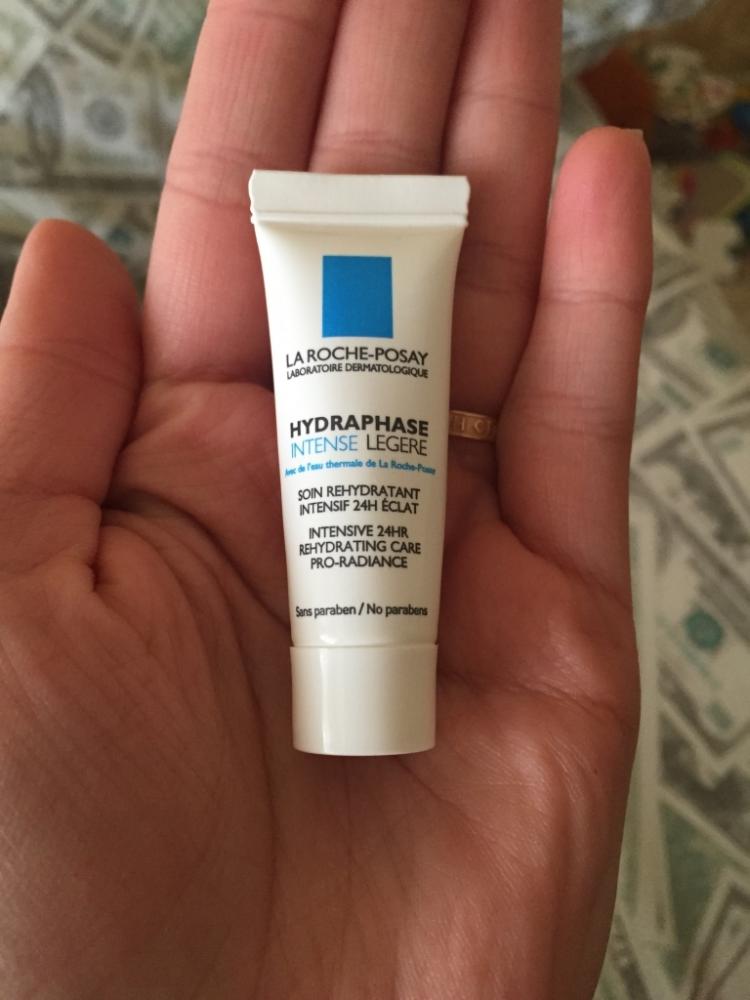 LA ROCHE-POSAY
LABORATOIRE DERMATOLOGIQUE
HYDRAPHASE
INTENSE LEGERE
Avec de l'eau thermale de La Roche-Posay
SOIN REHYDRATANT
INTENSIF 24H ÉCLAT
INTENSIVE 24HR
REHYDRATING CARE
PRO-RADIANCE
Sans paraben / No parabens